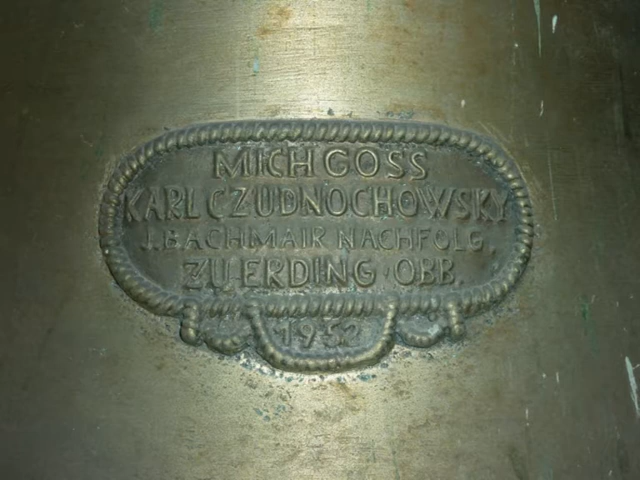 MICH GOSS
KARL CZUDNOCHOWSKY
J. BACHMAIR NACHFOLG.
ZU ERDING · OBB.
1952